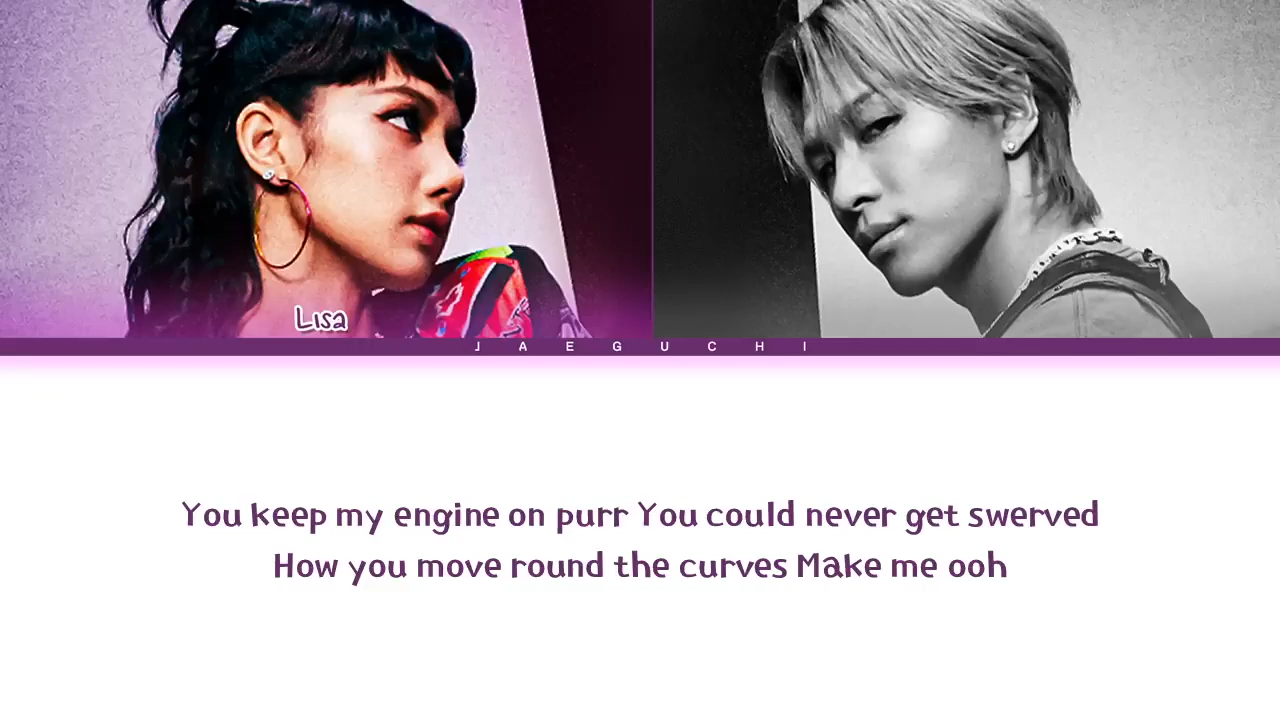 Lisa
JAEGUCHI
You keep my engine on purr You could never get swerved
How you move round the curves Make me ooh